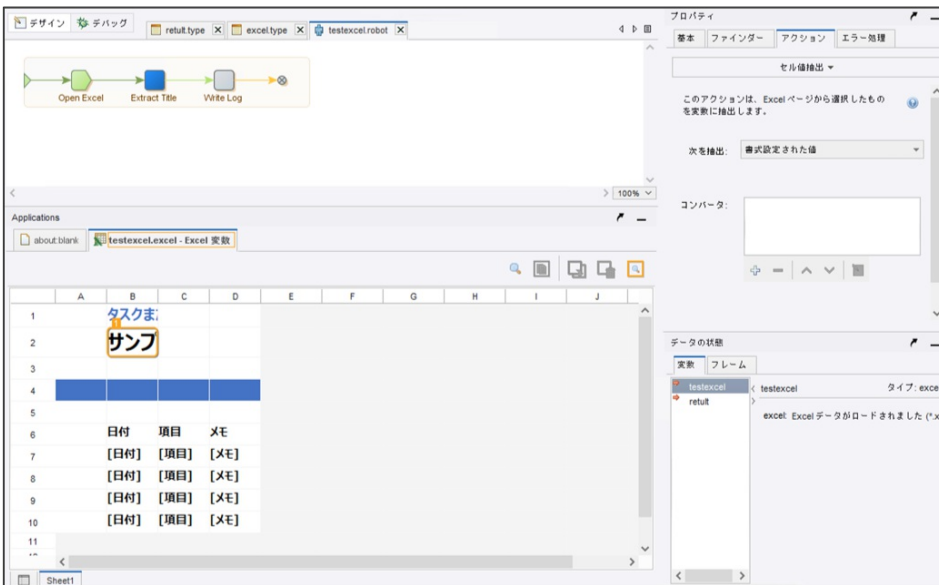 デザイン デバッグ
retult.type excel.type testexcel.robot
Open Excel Extract Title Write Log
100%
Applications
about:blank testexcel.excel - Excel 変数
A B C D E F G H I J
1 タスクま
2 サンプ
3
4
5
6 日付 項目 メモ
7 [日付] [項目] [メモ]
8 [日付] [項目] [メモ]
9 [日付] [項目] [メモ]
10 [日付] [項目] [メモ]
11
Sheet1
プロパティ
基本 ファインダー アクション エラー処理
セル値抽出
このアクションは、Excel ページから選択したもの
を変数に抽出します。
次を抽出: 書式設定された値
コンバータ:
データの状態
変数 フレーム
testexcel
retult
testexcel タイプ: exce
excel: Excel データがロードされました (*.x